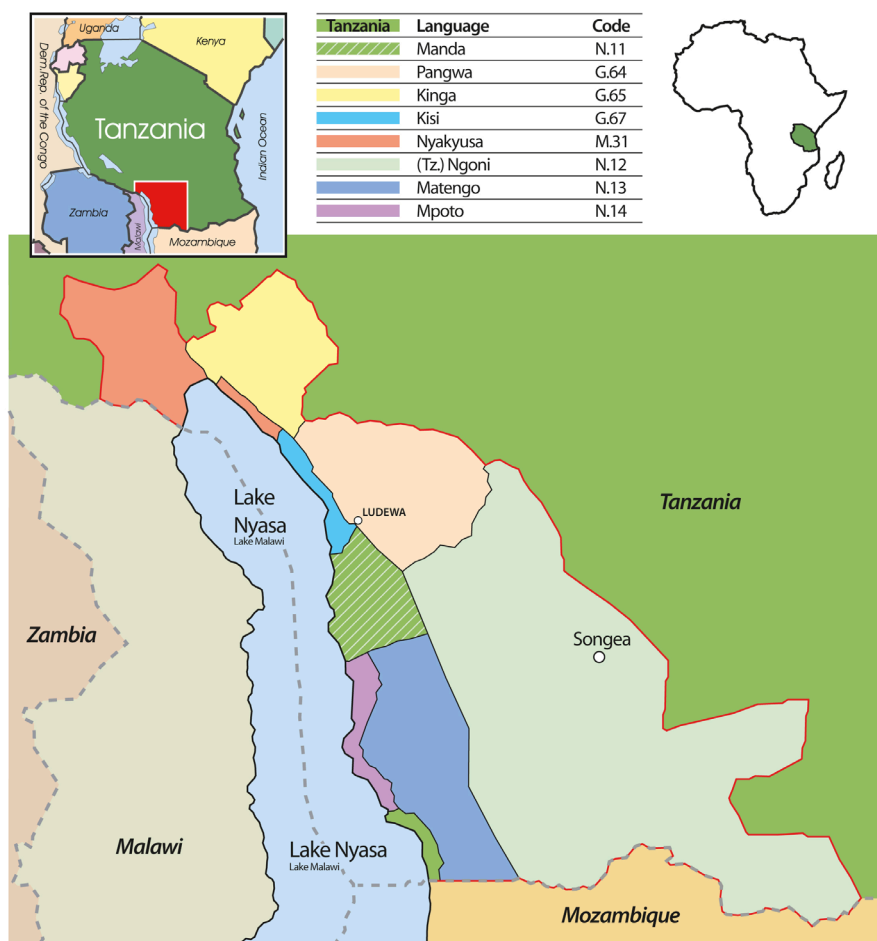 Uganda
Kenya
Dem.Rep. of the Congo
Tanzania
Indian Ocean
Zambia
Malawi
Mozambique
Tanzania Language Code
Manda N.11
Pangwa G.64
Kinga G.65
Kisi G.67
Nyakyusa M.31
(Tz.) Ngoni N.12
Matengo N.13
Mpoto N.14
Lake
Nyasa
Lake Malawi
LUDEWA
Tanzania
Zambia
Songea
Malawi
Lake Nyasa
Lake Malawi
Mozambique